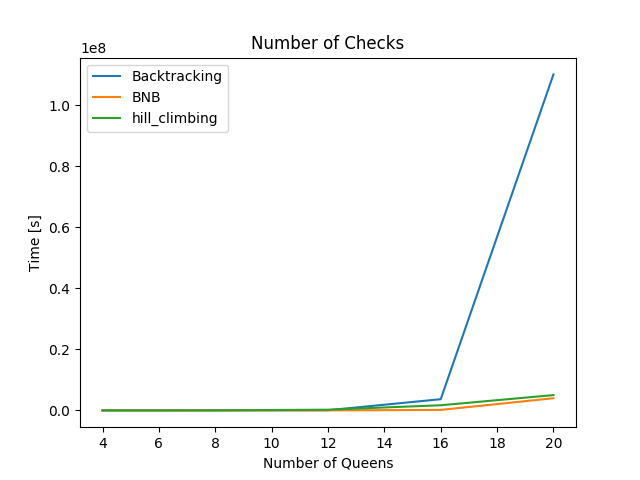 Number of Checks
1e8
Backtracking
BNB
hill_climbing
1.0
0.8
0.6
0.4
0.2
0.0
Time [s]
4 6 8 10 12 14 16 18 20
Number of Queens